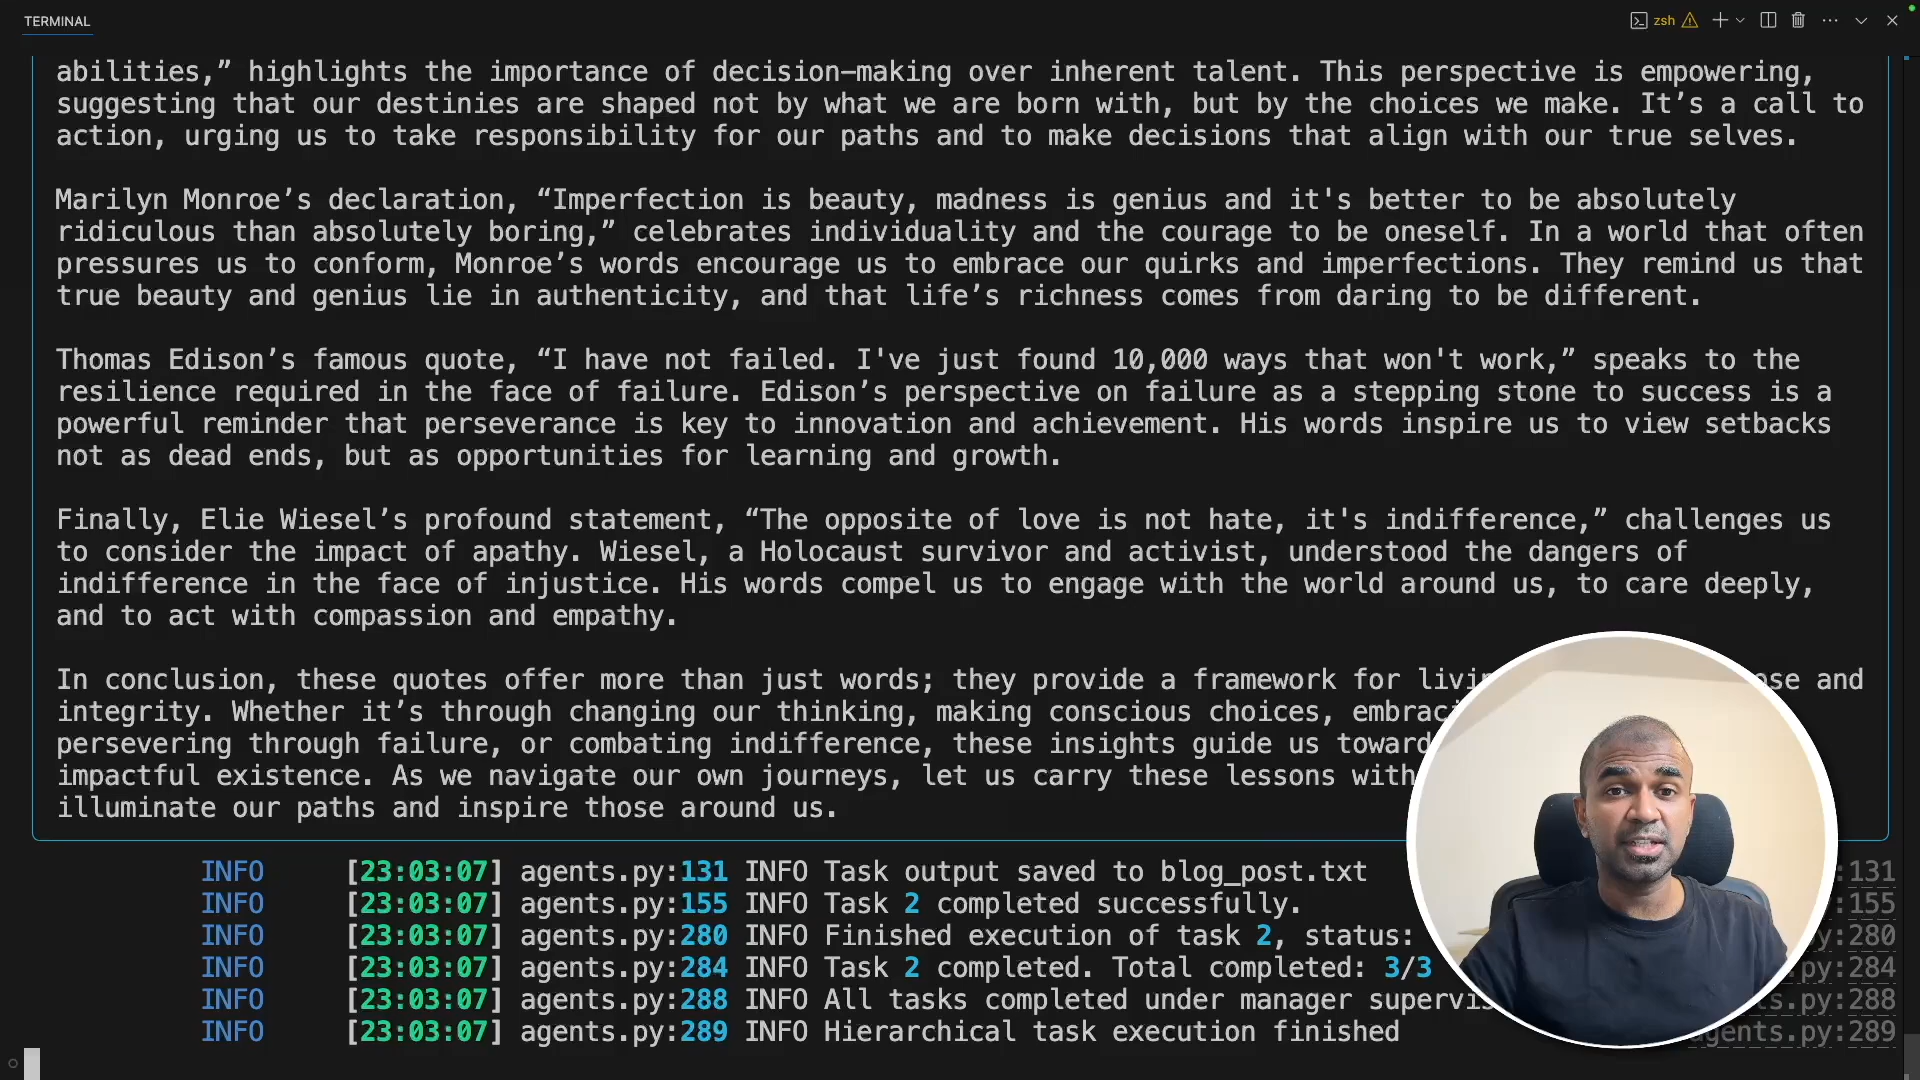 TERMINAL
zsh
abilities,” highlights the importance of decision-making over inherent talent. This perspective is empowering,
suggesting that our destinies are shaped not by what we are born with, but by the choices we make. It’s a call to
action, urging us to take responsibility for our paths and to make decisions that align with our true selves.
Marilyn Monroe’s declaration, “Imperfection is beauty, madness is genius and it's better to be absolutely
ridiculous than absolutely boring,” celebrates individuality and the courage to be oneself. In a world that often
pressures us to conform, Monroe’s words encourage us to embrace our quirks and imperfections. They remind us that
true beauty and genius lie in authenticity, and that life’s richness comes from daring to be different.
Thomas Edison’s famous quote, “I have not failed. I've just found 10,000 ways that won't work,” speaks to the
resilience required in the face of failure. Edison’s perspective on failure as a stepping stone to success is a
powerful reminder that perseverance is key to innovation and achievement. His words inspire us to view setbacks
not as dead ends, but as opportunities for learning and growth.
Finally, Elie Wiesel’s profound statement, “The opposite of love is not hate, it's indifference,” challenges us
to consider the impact of apathy. Wiesel, a Holocaust survivor and activist, understood the dangers of
indifference in the face of injustice. His words compel us to engage with the world around us, to care deeply,
and to act with compassion and empathy.
In conclusion, these quotes offer more than just words; they provide a framework for and
integrity. Whether it’s through changing our thinking, making conscious choices,
persevering through failure, or combating indifference, these insights guide us
impactful existence. As we navigate our own journeys, let us carry these lessons with
illuminate our paths and inspire those around us.
INFO [23:03:07] agents.py:131 INFO Task output saved to blog_post.txt :131
INFO [23:03:07] agents.py:155 INFO Task 2 completed successfully. :155
INFO [23:03:07] agents.py:280 INFO Finished execution of task 2, status: y:280
INFO [23:03:07] agents.py:284 INFO Task 2 completed. Total completed: 3/3 .py:284
INFO [23:03:07] agents.py:288 INFO All tasks completed under manager s.py:288
INFO [23:03:07] agents.py:289 INFO Hierarchical task execution finished agents.py:289